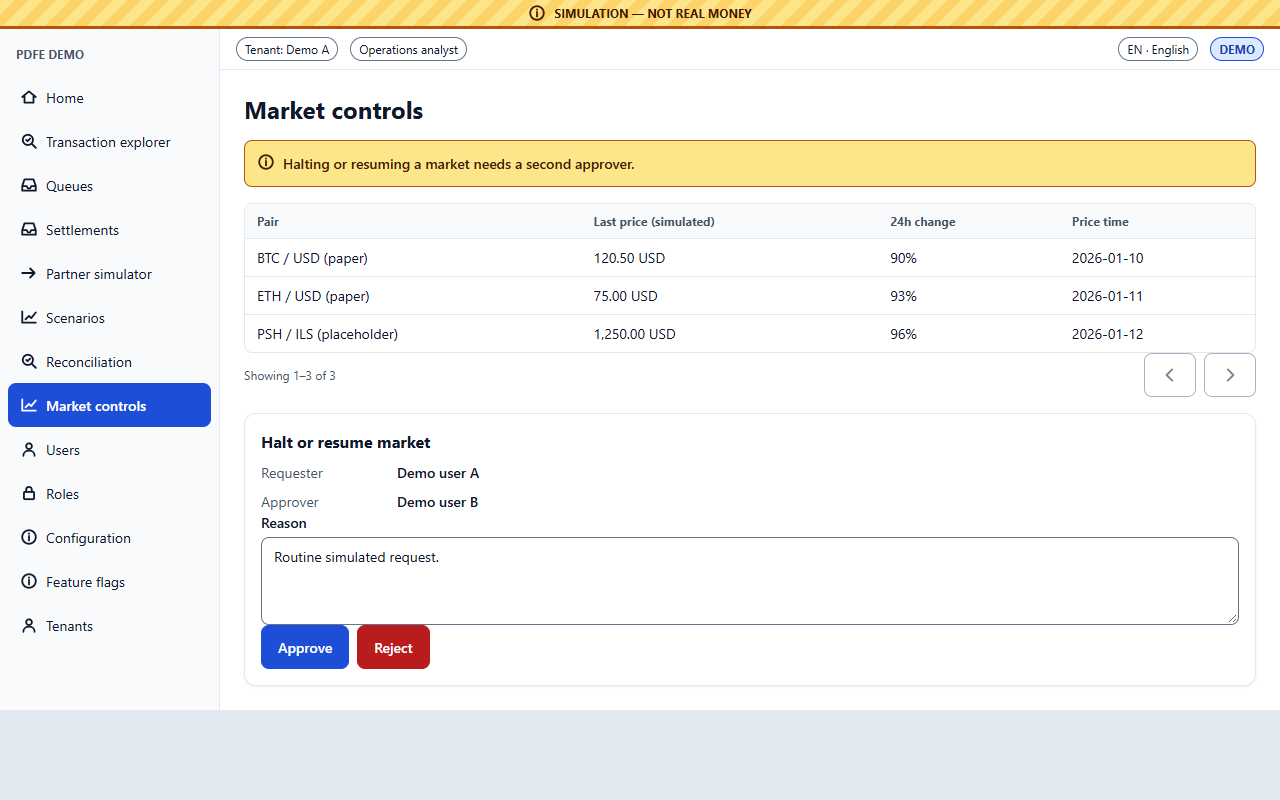 SIMULATION — NOT REAL MONEY
PDFE DEMO
Tenant: Demo A
Operations analyst
EN · English
DEMO
Home
Transaction explorer
Queues
Settlements
Partner simulator
Scenarios
Reconciliation
Market controls
Users
Roles
Configuration
Feature flags
Tenants
Market controls
Halting or resuming a market needs a second approver.
Pair Last price (simulated) 24h change Price time
BTC / USD (paper) 120.50 USD 90% 2026-01-10
ETH / USD (paper) 75.00 USD 93% 2026-01-11
PSH / ILS (placeholder) 1,250.00 USD 96% 2026-01-12
Showing 1–3 of 3
Halt or resume market
Requester Demo user A
Approver Demo user B
Reason
Routine simulated request.
Approve Reject